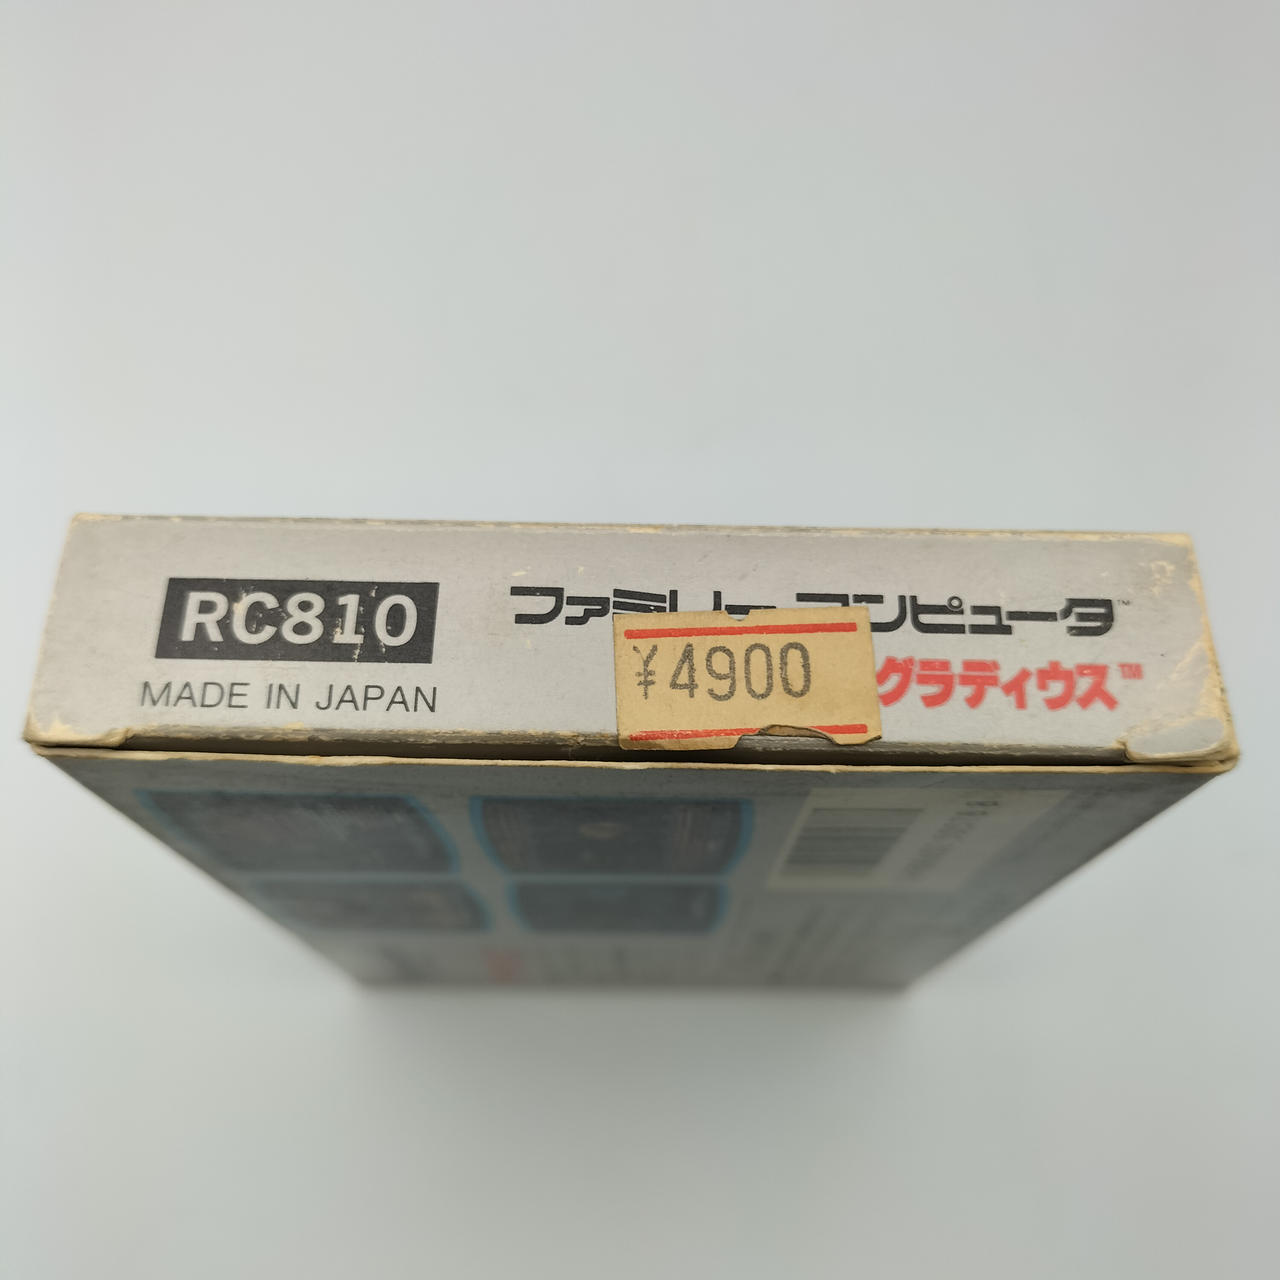 RC810
MADE IN JAPAN
ファミリーコンピュータ™
¥4900
グラディウス™